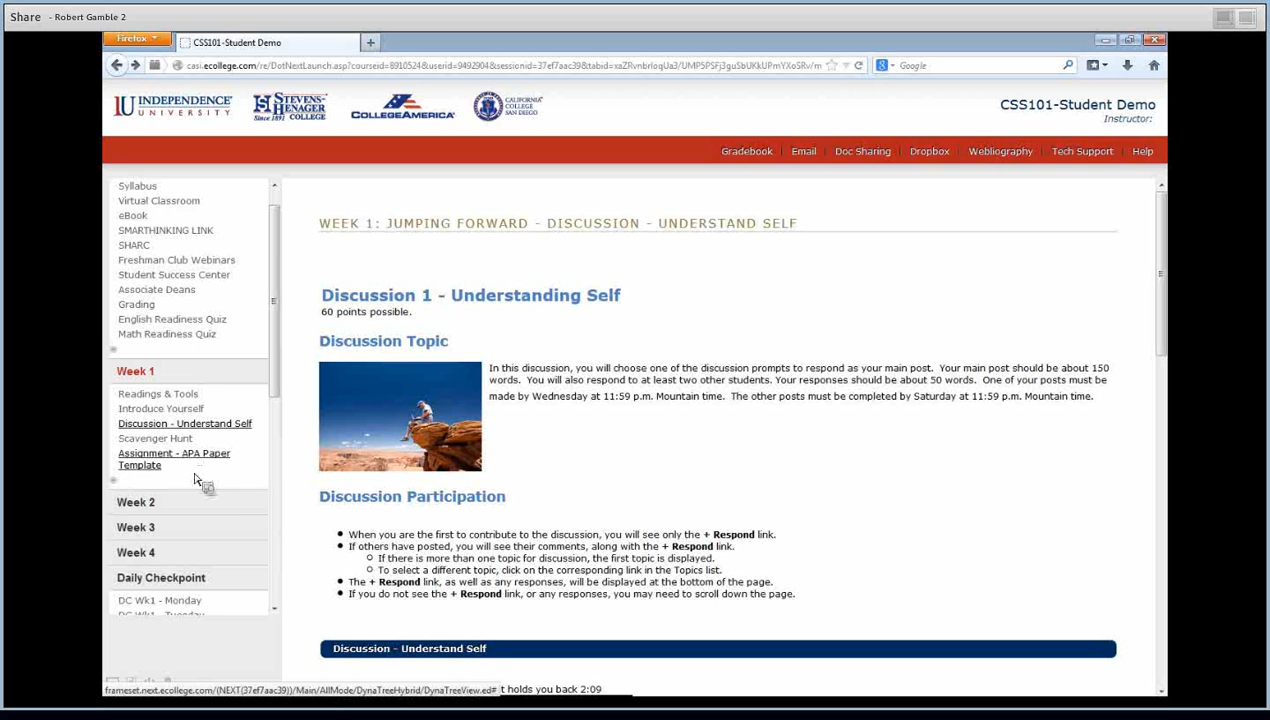 Share - Robert Gamble 2
Firefox
CSS101-Student Demo
Google
INDEPENDENCE
UNIVERSITY
STEVENS-
HENAGER
Since 1891 COLLEGE
COLLEGEAMERICA
CALIFORNIA
COLLEGE
SAN DIEGO
CSS101-Student Demo
Instructor:
Gradebook | Email | Doc Sharing | Dropbox | Webliography | Tech Support | Help
Syllabus
Virtual Classroom
eBook
SMARTHINKING LINK
SHARC
Freshman Club Webinars
Student Success Center
Associate Deans
Grading
English Readiness Quiz
Math Readiness Quiz
Week 1
Readings & Tools
Introduce Yourself
Discussion - Understand Self
Scavenger Hunt
Assignment - APA Paper
Template
Week 2
Week 3
Week 4
Daily Checkpoint
DC Wk1 - Monday
DC Wk1 - Tuesday
WEEK 1: JUMPING FORWARD - DISCUSSION - UNDERSTAND SELF
Discussion 1 - Understanding Self
60 points possible.
Discussion Topic
In this discussion, you will choose one of the discussion prompts to respond as your main post. Your main post should be about 150
words. You will also respond to at least two other students. Your responses should be about 50 words. One of your posts must be
made by Wednesday at 11:59 p.m. Mountain time. The other posts must be completed by Saturday at 11:59 p.m. Mountain time.
Discussion Participation
When you are the first to contribute to the discussion, you will see only the + Respond link.
If others have posted, you will see their comments, along with the + Respond link.
If there is more than one topic for discussion, the first topic is displayed.
To select a different topic, click on the corresponding link in the Topics list.
The + Respond link, as well as any responses, will be displayed at the bottom of the page.
If you do not see the + Respond link, or any responses, you may need to scroll down the page.
Discussion - Understand Self
frameset.next.ecollege.com/(NEXT(37ef7aac39))/Main/AllMode/DynaTreeHybrid/DynaTreeView.ed#
t holds you back 2:09